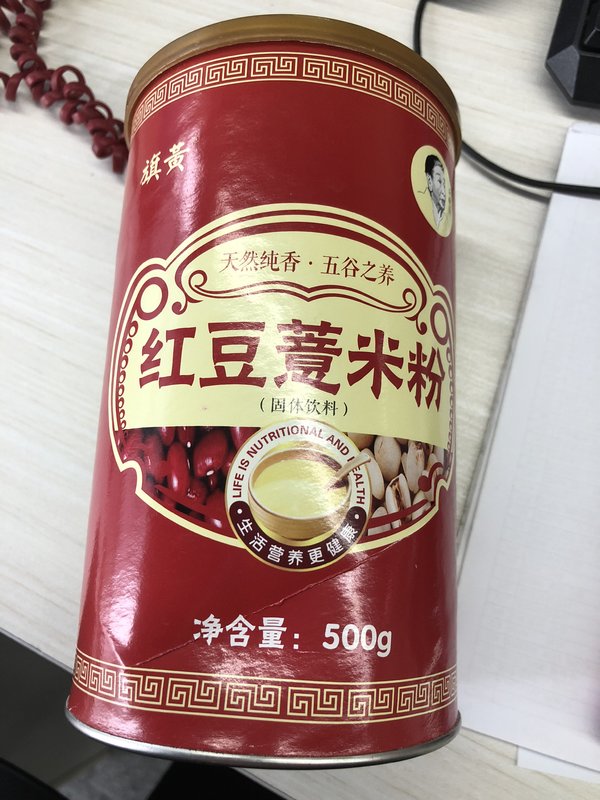 旗黄
天然纯香·五谷之养
红豆薏米粉
（固体饮料）
LIFE IS NUTRITIONAL AND HEALTH
·生活营养更健康·
净含量：500g